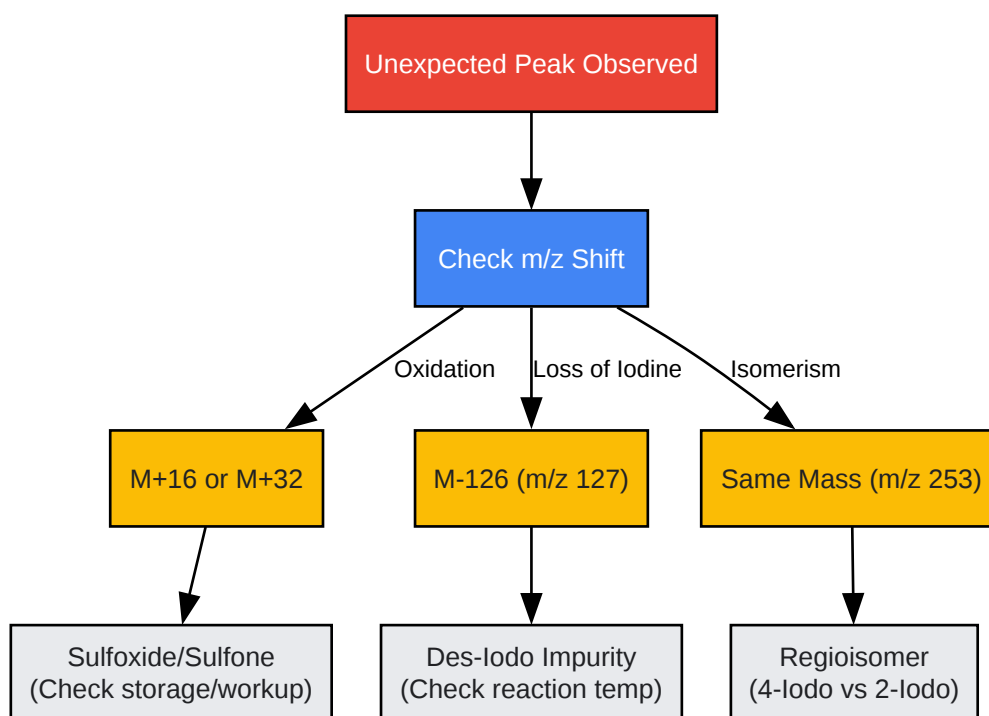 Unexpected Peak Observed
Check m/z Shift
Oxidation
Loss of Iodine
Isomerism
M+16 or M+32
M-126 (m/z 127)
Same Mass (m/z 253)
Sulfoxide/Sulfone
(Check storage/workup)
Des-Iodo Impurity
(Check reaction temp)
Regioisomer
(4-Iodo vs 2-Iodo)